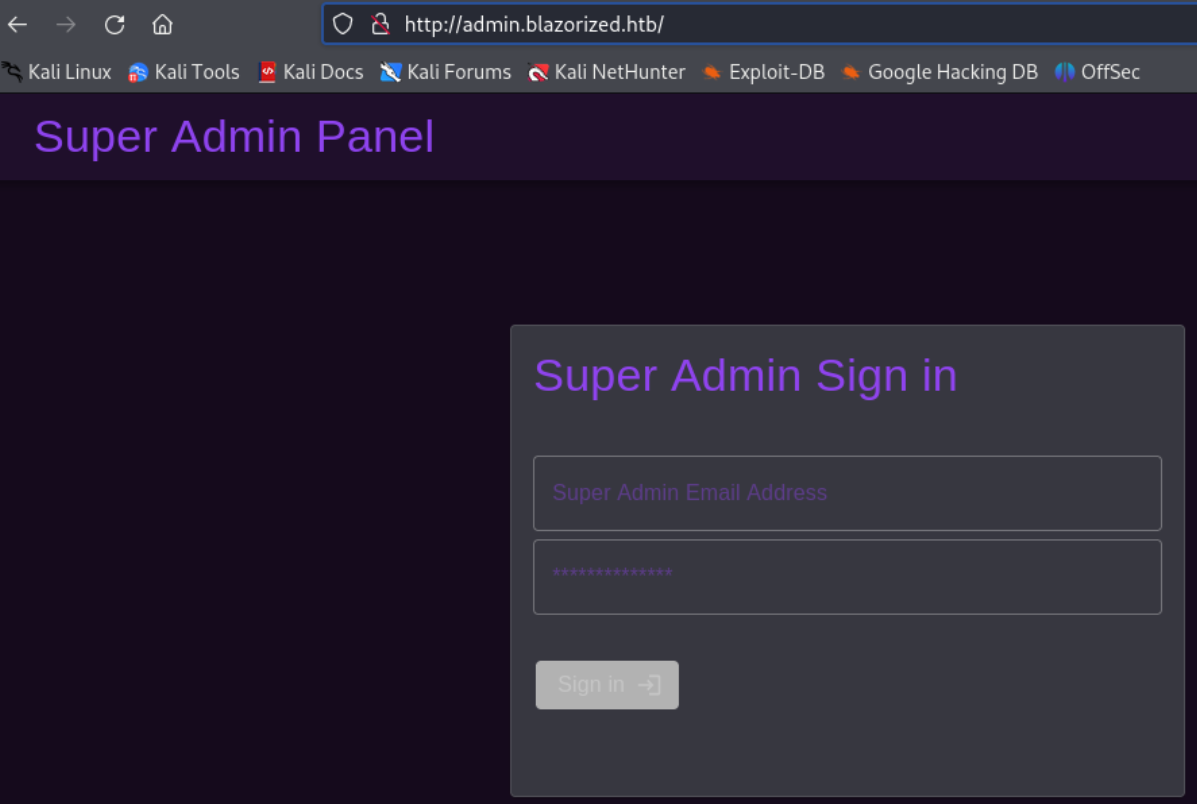 http://admin.blazorized.htb/
Kali Linux Kali Tools Kali Docs Kali Forums Kali NetHunter Exploit-DB Google Hacking DB OffSec
Super Admin Panel
Super Admin Sign in
Super Admin Email Address
**************
Sign in